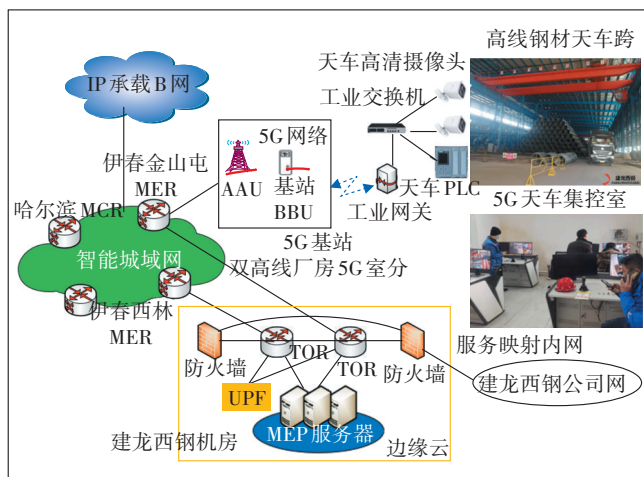 高线钢材天车跨
IP承载B网
天车高清摄像头
工业交换机
5G网络
伊春金山屯
MER
AAU
基站
BBU
天车PLC
工业网关
5G天车集控室
哈尔滨MCR
5G基站
智能城域网
双高线厂房5G室分
伊春西林
MER
服务映射内网
防火墙
TOR
TOR
防火墙
建龙西钢公司网
UPF
MEP服务器
建龙西钢机房
边缘云